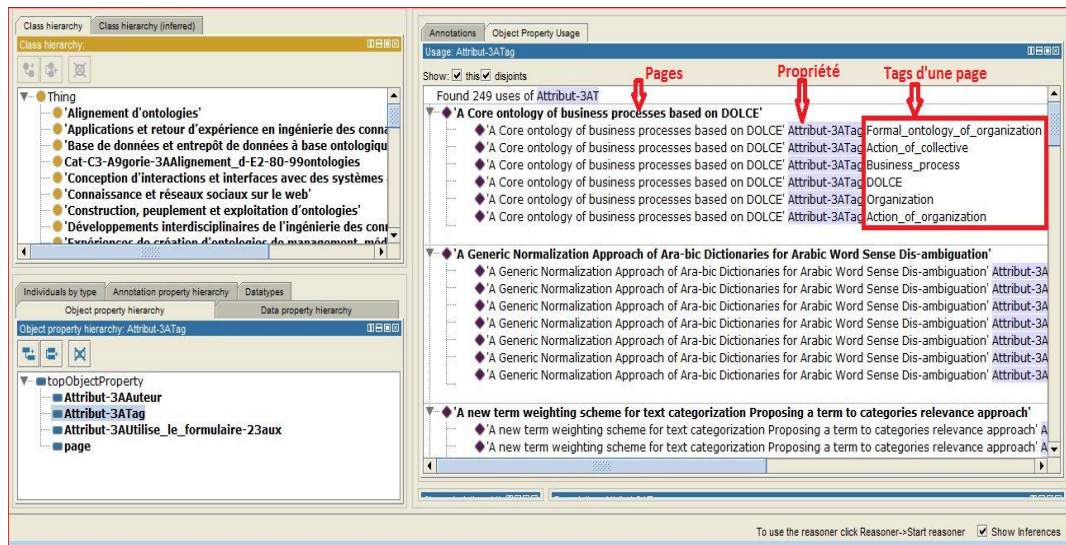 Class hierarchy Class hierarchy (inferred)
Class hierarchy:
Thing
'Alignement d'ontologies'
'Applications et retour d'expérience en ingénierie des conna
'Base de données et entrepôt de données à base ontologiqu
Cat-C3-A9gorie-3AAlignement_d-E2-80-99ontologies
'Conception d'interactions et interfaces avec des systèmes
'Connaissance et réseaux sociaux sur le web'
'Construction, peuplement et exploitation d'ontologies'
'Développements interdisciplinaires de l'ingénierie des conn
'Expériences de création d'ontologies de management, méd
Individuals by type Annotation property hierarchy Datatypes
Object property hierarchy Data property hierarchy
Object property hierarchy: Attribut-3ATag
topObjectProperty
Attribut-3AAuteur
Attribut-3ATag
Attribut-3AUtilise_le_formulaire-23aux
page
Annotations Object Property Usage
Usage: Attribut-3ATag
Show: this disjoints
Pages Propriété Tags d'une page
Found 249 uses of Attribut-3AT
'A Core ontology of business processes based on DOLCE'
'A Core ontology of business processes based on DOLCE' Attribut-3ATag Formal_ontology_of_organization
'A Core ontology of business processes based on DOLCE' Attribut-3ATag Action_of_collective
'A Core ontology of business processes based on DOLCE' Attribut-3ATag Business_process
'A Core ontology of business processes based on DOLCE' Attribut-3ATag DOLCE
'A Core ontology of business processes based on DOLCE' Attribut-3ATag Organization
'A Core ontology of business processes based on DOLCE' Attribut-3ATag Action_of_organization
'A Generic Normalization Approach of Ara-bic Dictionaries for Arabic Word Sense Dis-ambiguation'
'A Generic Normalization Approach of Ara-bic Dictionaries for Arabic Word Sense Dis-ambiguation' Attribut-3A
'A Generic Normalization Approach of Ara-bic Dictionaries for Arabic Word Sense Dis-ambiguation' Attribut-3A
'A Generic Normalization Approach of Ara-bic Dictionaries for Arabic Word Sense Dis-ambiguation' Attribut-3A
'A Generic Normalization Approach of Ara-bic Dictionaries for Arabic Word Sense Dis-ambiguation' Attribut-3A
'A Generic Normalization Approach of Ara-bic Dictionaries for Arabic Word Sense Dis-ambiguation' Attribut-3A
'A Generic Normalization Approach of Ara-bic Dictionaries for Arabic Word Sense Dis-ambiguation' Attribut-3A
'A Generic Normalization Approach of Ara-bic Dictionaries for Arabic Word Sense Dis-ambiguation' Attribut-3A
'A new term weighting scheme for text categorization Proposing a term to categories relevance approach'
'A new term weighting scheme for text categorization Proposing a term to categories relevance approach' A
'A new term weighting scheme for text categorization Proposing a term to categories relevance approach' A
To use the reasoner click Reasoner->Start reasoner Show Inferences